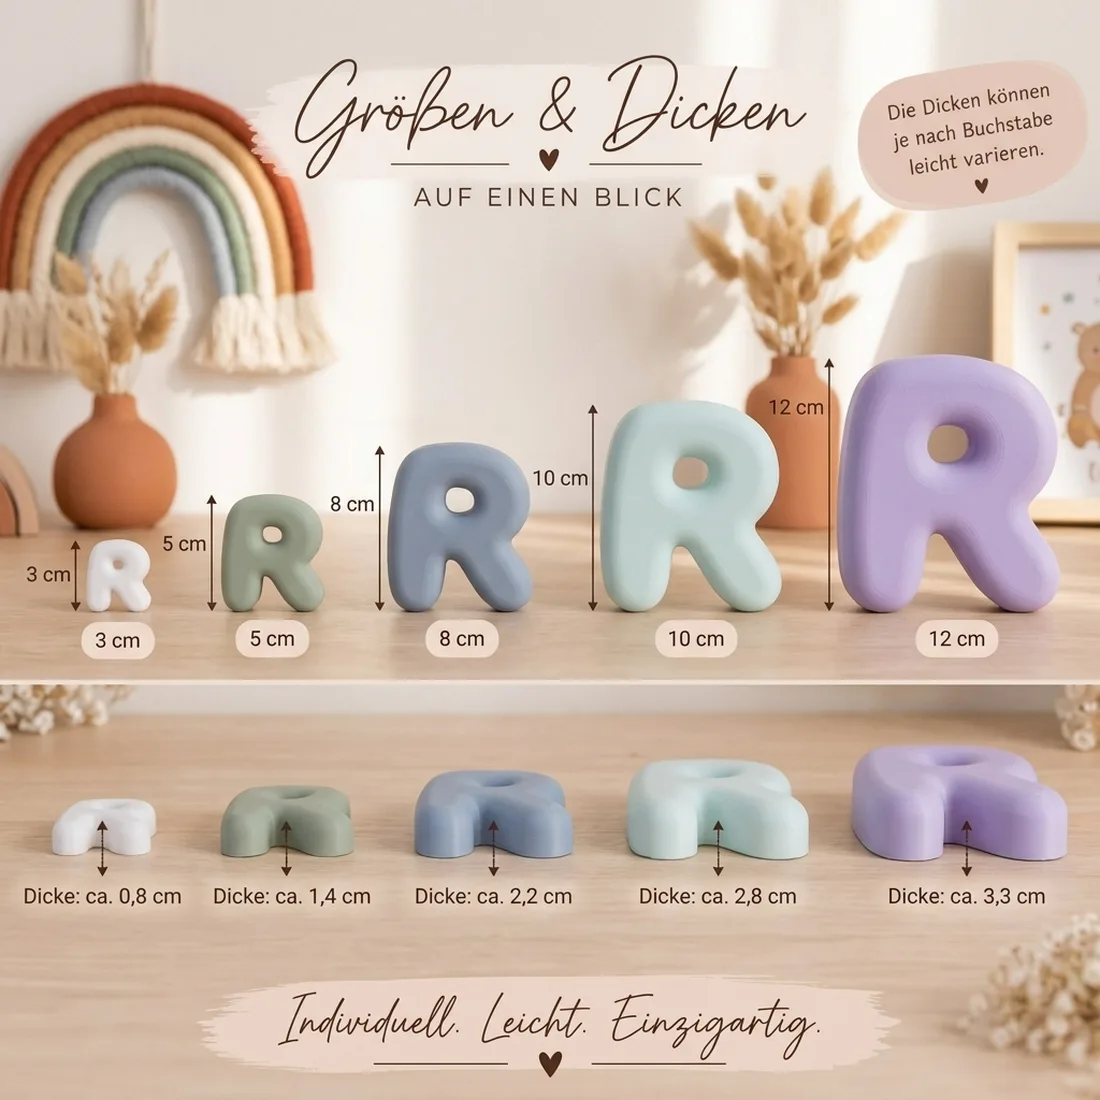 Größen & Dicken
AUF EINEN BLICK
Die Dicken können
je nach Buchstabe
leicht varieren.
3 cm
5 cm
8 cm
10 cm
12 cm
3 cm
5 cm
8 cm
10 cm
12 cm
Dicke: ca. 0,8 cm
Dicke: ca. 1,4 cm
Dicke: ca. 2,2 cm
Dicke: ca. 2,8 cm
Dicke: ca. 3,3 cm
Individuell. Leicht. Einzigartig.